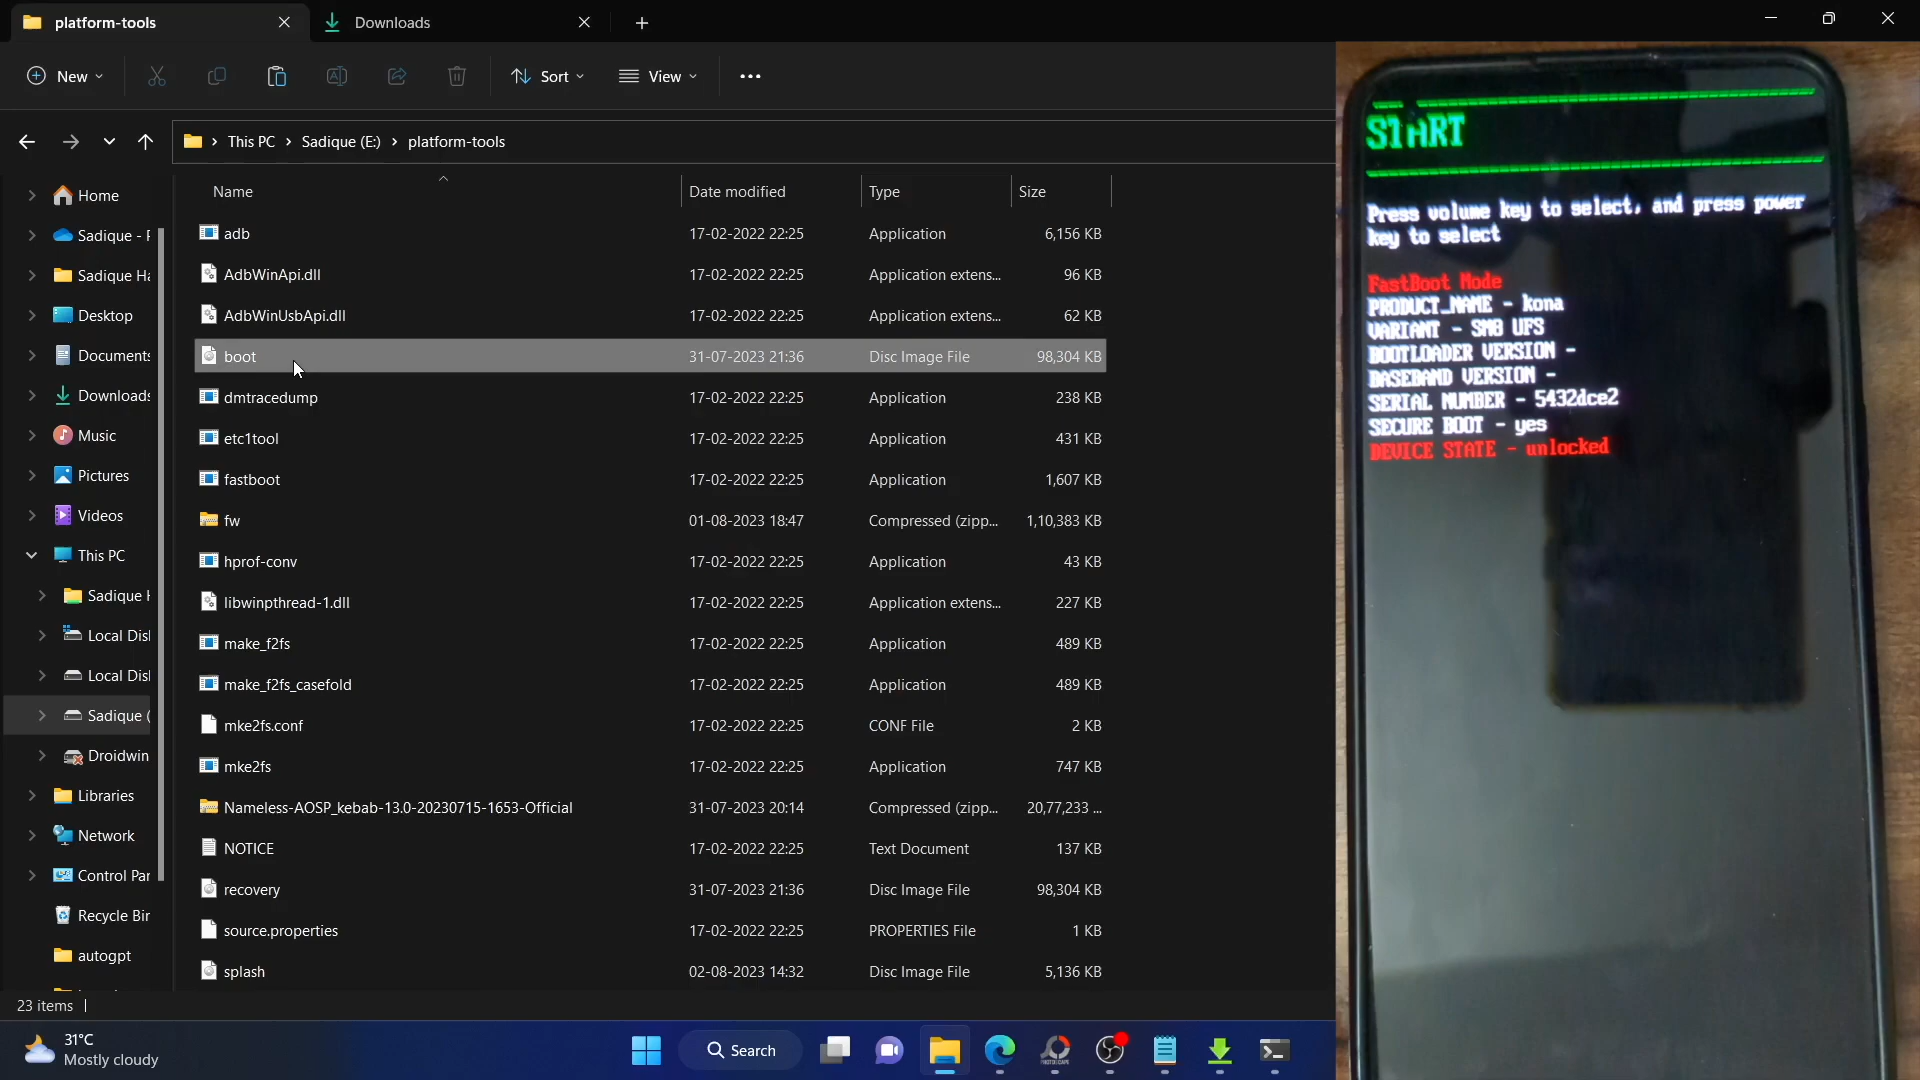 platform-tools
Downloads
New
Sort
View
This PC
Sadique (E:)
platform-tools
Home
Sadique - F
Sadique Ha
Desktop
Documents
Downloads
Music
Pictures
Videos
This PC
Sadique H
Local Disk
Local Disk
Sadique (
Droidwin
Libraries
Network
Control Par
Recycle Bir
autogpt
Name Date modified Type Size
adb 17-02-2022 22:25 Application 6,156 KB
AdbWinApi.dll 17-02-2022 22:25 Application extens... 96 KB
AdbWinUsbApi.dll 17-02-2022 22:25 Application extens... 62 KB
boot 31-07-2023 21:36 Disc Image File 98,304 KB
dmtracedump 17-02-2022 22:25 Application 238 KB
etc1tool 17-02-2022 22:25 Application 431 KB
fastboot 17-02-2022 22:25 Application 1,607 KB
fw 01-08-2023 18:47 Compressed (zipp... 1,10,383 KB
hprof-conv 17-02-2022 22:25 Application 43 KB
libwinpthread-1.dll 17-02-2022 22:25 Application extens... 227 KB
make_f2fs 17-02-2022 22:25 Application 489 KB
make_f2fs_casefold 17-02-2022 22:25 Application 489 KB
mke2fs.conf 17-02-2022 22:25 CONF File 2 KB
mke2fs 17-02-2022 22:25 Application 747 KB
Nameless-AOSP_kebab-13.0-20230715-1653-Official 31-07-2023 20:14 Compressed (zipp... 20,77,233 ...
NOTICE 17-02-2022 22:25 Text Document 137 KB
recovery 31-07-2023 21:36 Disc Image File 98,304 KB
source.properties 17-02-2022 22:25 PROPERTIES File 1 KB
splash 02-08-2023 14:32 Disc Image File 5,136 KB
23 items
31°C
Mostly cloudy
Search
START
Press volume key to select, and press power
key to select
FastBoot Mode
PRODUCT_NAME - kona
VARIANT - SMB UFS
BOOTLOADER VERSION -
BASEBAND VERSION -
SERIAL NUMBER - 5432dce2
SECURE BOOT - yes
DEVICE STATE - unlocked